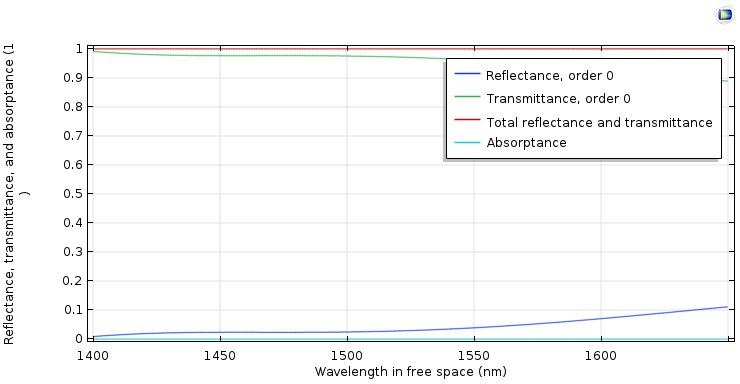 Reflectance, transmittance, and absorptance (1
)
1
0.9
0.8
0.7
0.6
0.5
0.4
0.3
0.2
0.1
0
Reflectance, order 0
Transmittance, order 0
Total reflectance and transmittance
Absorptance
1400 1450 1500 1550 1600
Wavelength in free space (nm)